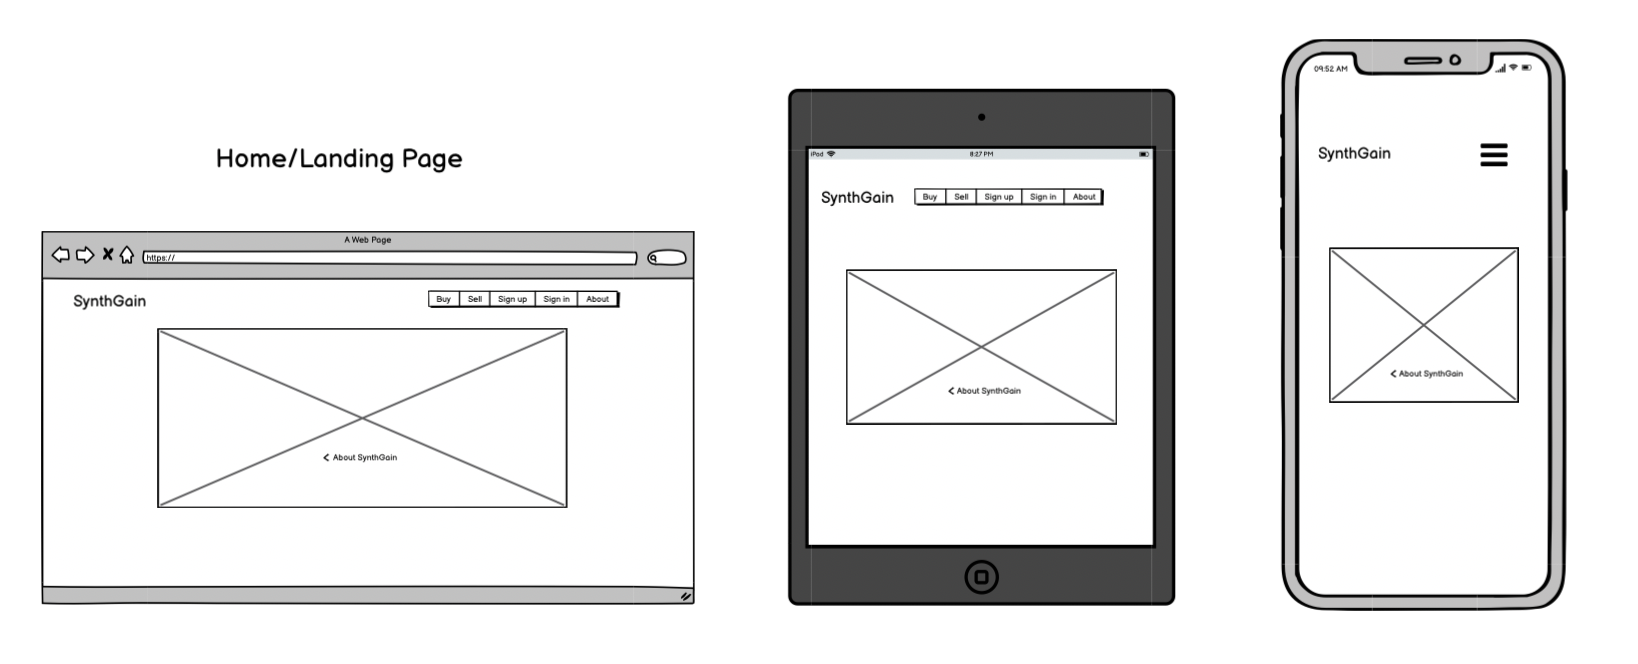 Home/Landing Page
A Web Page
https://
SynthGain
Buy Sell Sign up Sign in About
< About SynthGain
iPad
8:27 PM
SynthGain
Buy Sell Sign up Sign in About
< About SynthGain
09:52 AM
SynthGain
< About SynthGain